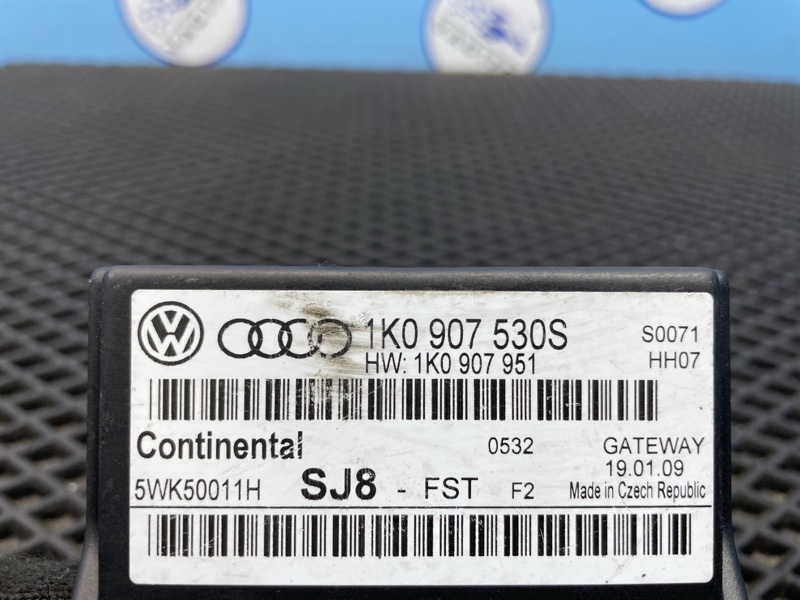 1K0 907 530S S0071
HW: 1K0 907 951 HH07
Continental 0532 GATEWAY
19.01.09
5WK50011H SJ8 - FST F2 Made in Czech Republic